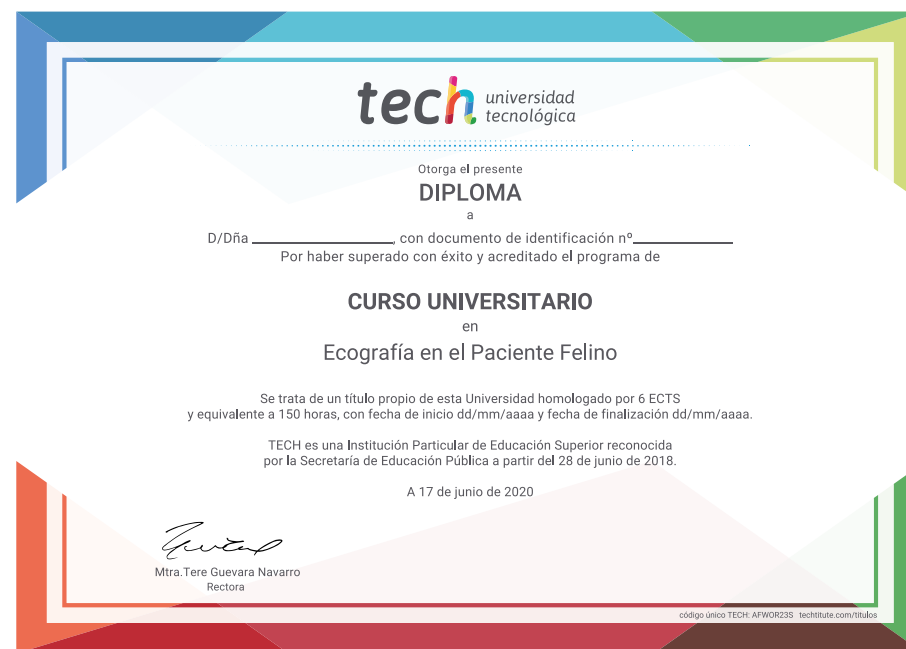 tech universidad
tecnológica
Otorga el presente
DIPLOMA
a
D/Dña ____________________, con documento de identificación nº______________
Por haber superado con éxito y acreditado el programa de
CURSO UNIVERSITARIO
en
Ecografía en el Paciente Felino
Se trata de un título propio de esta Universidad homologado por 6 ECTS
y equivalente a 150 horas, con fecha de inicio dd/mm/aaaa y fecha de finalización dd/mm/aaaa.
TECH es una Institución Particular de Educación Superior reconocida
por la Secretaría de Educación Pública a partir del 28 de junio de 2018.
A 17 de junio de 2020
Mtra.Tere Guevara Navarro
Rectora
código único TECH: AFWOR23S techtitute.com/titulos